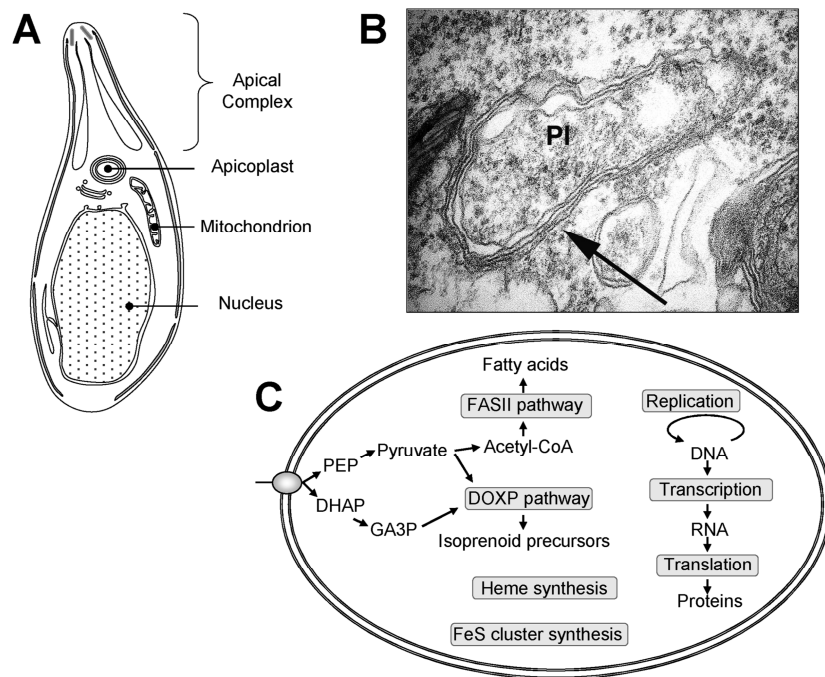 A
Apical
Complex
Apicoplast
Mitochondrion
Nucleus
B
Pl
C
Fatty acids
FASII pathway
PEP
Pyruvate
Acetyl-CoA
DHAP
GA3P
DOXP pathway
Isoprenoid precursors
Heme synthesis
FeS cluster synthesis
Replication
DNA
Transcription
RNA
Translation
Proteins